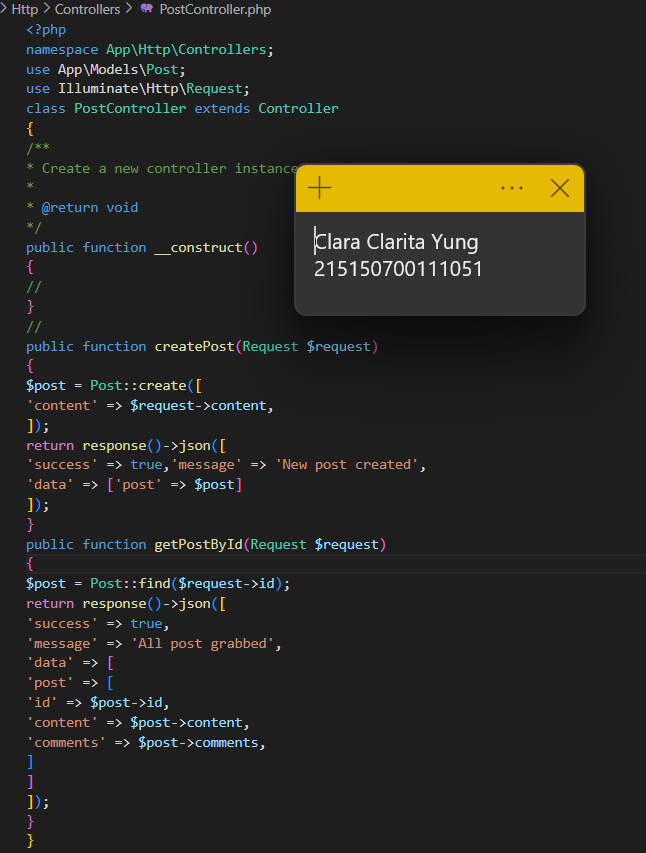 Http > Controllers > PostController.php
<?php
namespace App\Http\Controllers;
use App\Models\Post;
use Illuminate\Http\Request;
class PostController extends Controller
{
/**
* Create a new controller instance
*
* @return void
*/
public function __construct()
{
//
}
//
Clara Clarita Yung
215150700111051
public function createPost(Request $request)
{
$post = Post::create([
'content' => $request->content,
]);
return response()->json([
'success' => true,'message' => 'New post created',
'data' => ['post' => $post]
]);
}
public function getPostById(Request $request)
{
$post = Post::find($request->id);
return response()->json([
'success' => true,
'message' => 'All post grabbed',
'data' => [
'post' => [
'id' => $post->id,
'content' => $post->content,
'comments' => $post->comments,
]
]
]);
}
}